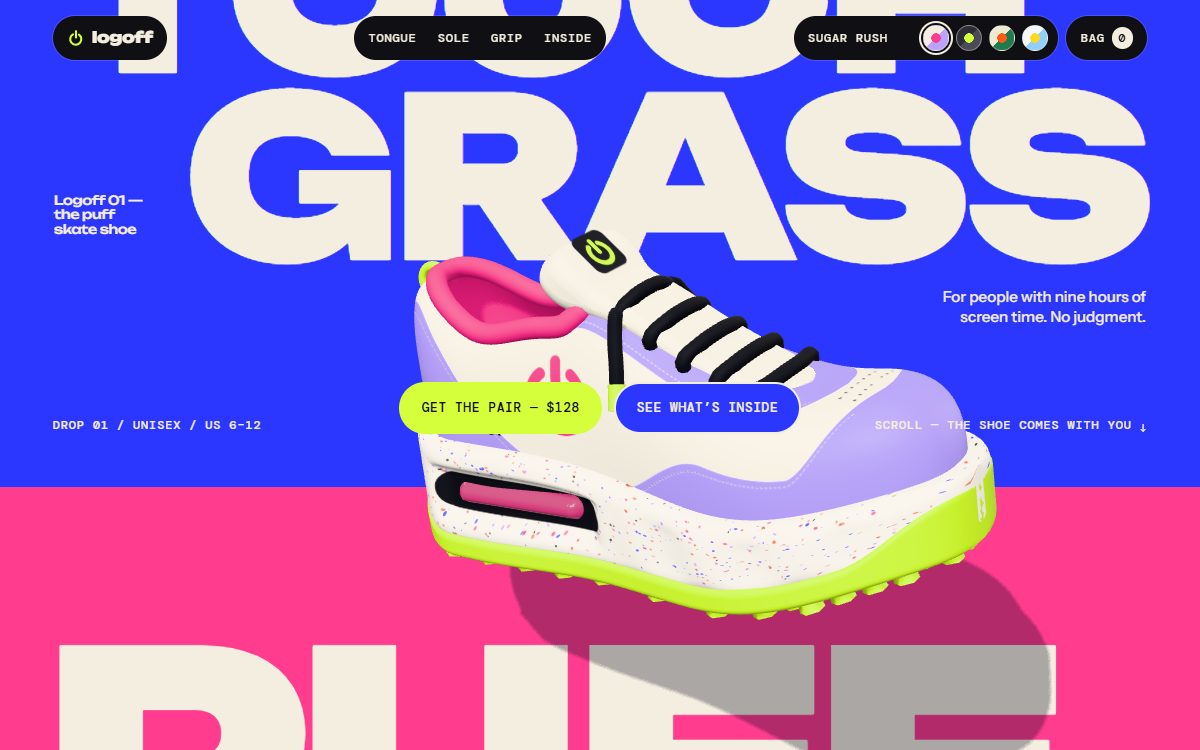 TOUCH
logoff
TONGUE SOLE GRIP INSIDE
SUGAR RUSH
BAG 0
GRASS
Logoff 01 —
the puff
skate shoe
For people with nine hours of
screen time. No judgment.
GET THE PAIR — $128
SEE WHAT’S INSIDE
DROP 01 / UNISEX / US 6–12
SCROLL — THE SHOE COMES WITH YOU ↓
PUFF